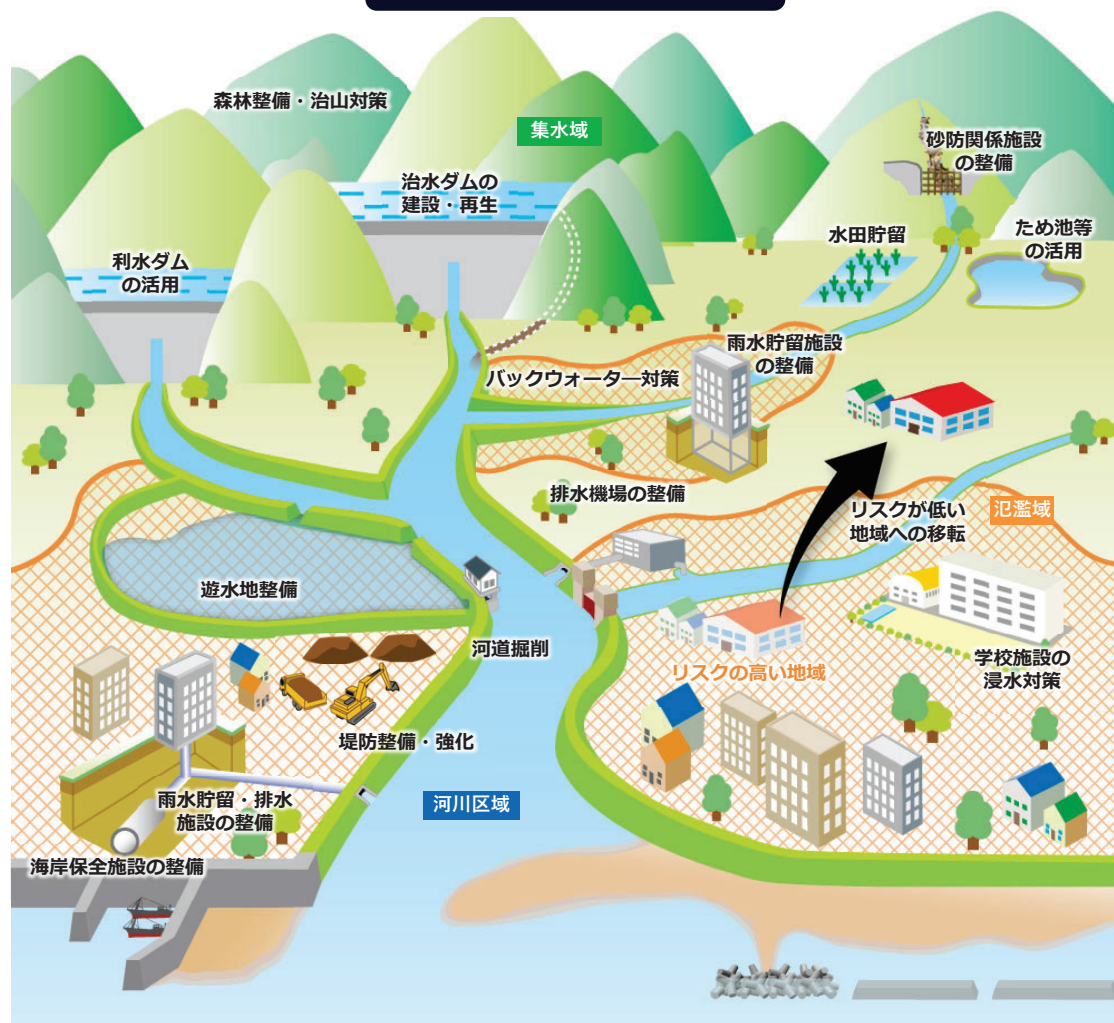 森林整備・治山対策
集水域
砂防関係施設
の整備
治水ダムの
建設・再生
水田貯留
ため池等
の活用
利水ダム
の活用
雨水貯留施設
の整備
バックウォーター対策
排水機場の整備
リスクが低い
地域への移転
氾濫域
遊水地整備
河道掘削
学校施設の
浸水対策
リスクの高い地域
堤防整備・強化
雨水貯留・排水
施設の整備
河川区域
海岸保全施設の整備